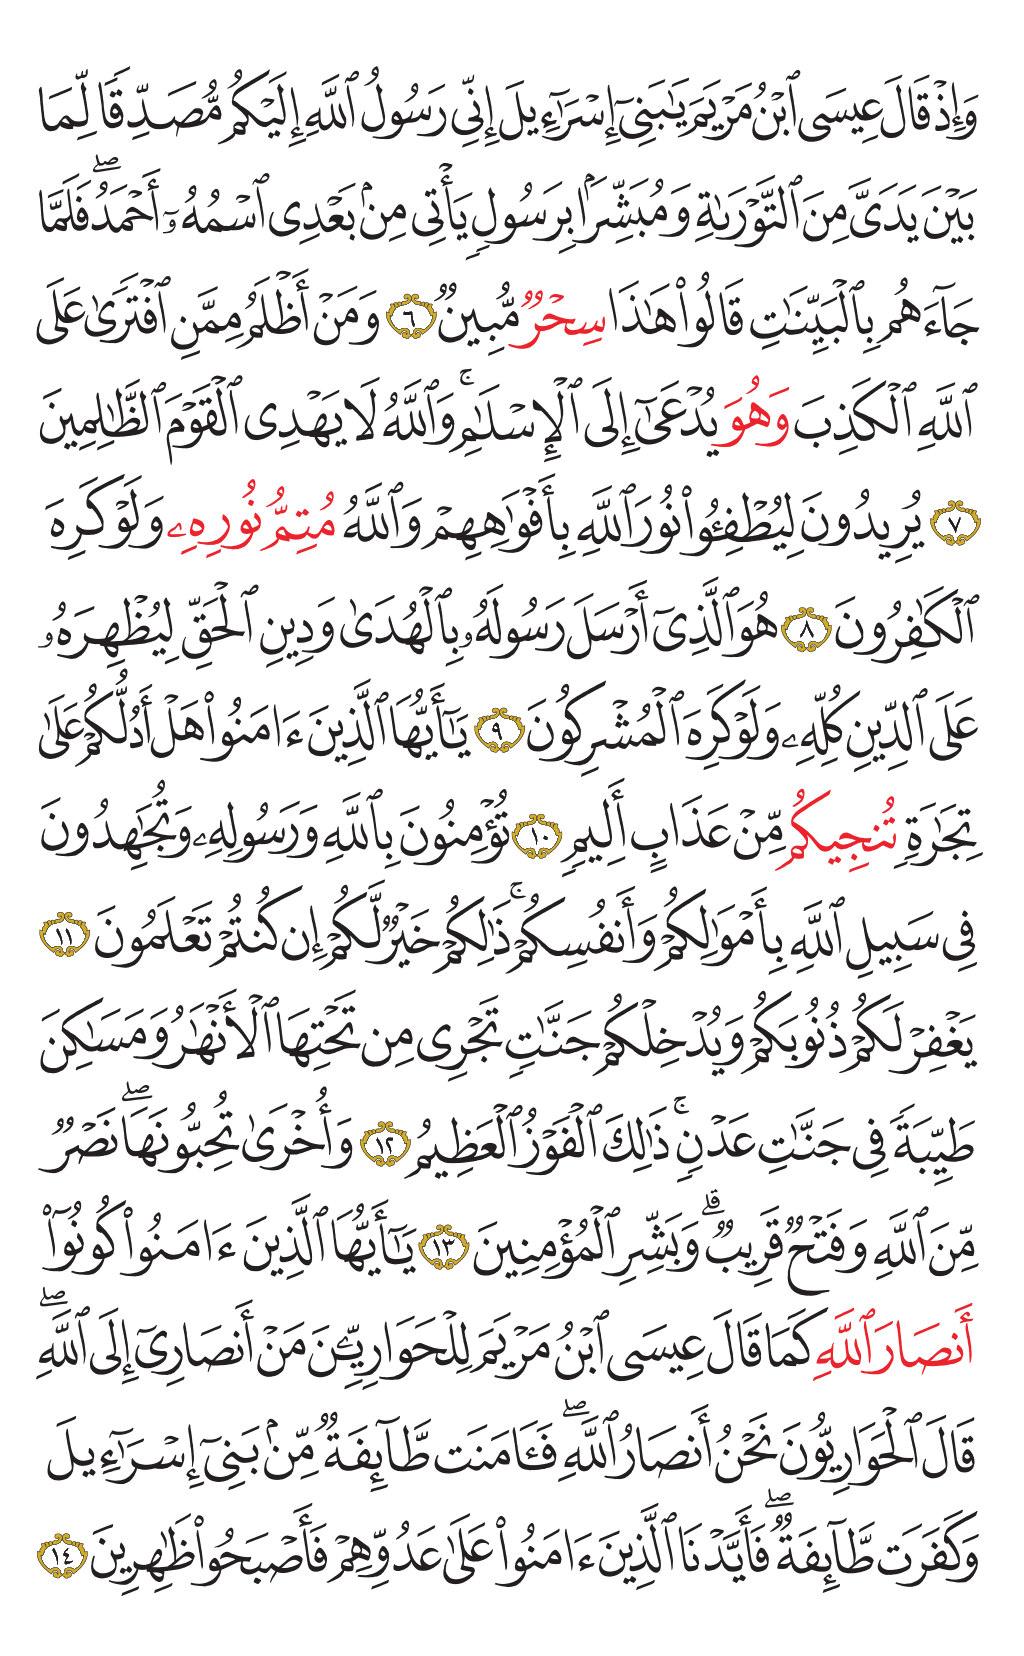 وَإِذۡ قَالَ عِيسَى ٱبۡنُ مَرۡيَمَ يَٰبَنِيٓ إِسۡرَٰٓءِيلَ إِنِّي رَسُولُ ٱللَّهِ إِلَيۡكُم مُّصَدِّقٗا لِّمَا
بَيۡنَ يَدَيَّ مِنَ ٱلتَّوۡرَىٰةِ وَمُبَشِّرَۢا بِرَسُولٖ يَأۡتِي مِنۢ بَعۡدِي ٱسۡمُهُۥٓ أَحۡمَدُۖ فَلَمَّا
جَآءَهُم بِٱلۡبَيِّنَٰتِ قَالُواْ هَٰذَا سِحۡرٞ مُّبِينٞ ٦ وَمَنۡ أَظۡلَمُ مِمَّنِ ٱفۡتَرَىٰ عَلَى
ٱللَّهِ ٱلۡكَذِبَ وَهُوَ يُدۡعَىٰٓ إِلَى ٱلۡإِسۡلَٰمِۚ وَٱللَّهُ لَا يَهۡدِي ٱلۡقَوۡمَ ٱلظَّٰلِمِينَ
٧ يُرِيدُونَ لِيُطۡفِـُٔواْ نُورَ ٱللَّهِ بِأَفۡوَٰهِهِمۡ وَٱللَّهُ مُتِمُّ نُورِهِۦ وَلَوۡ كَرِهَ
ٱلۡكَٰفِرُونَ ٨ هُوَ ٱلَّذِيٓ أَرۡسَلَ رَسُولَهُۥ بِٱلۡهُدَىٰ وَدِينِ ٱلۡحَقِّ لِيُظۡهِرَهُۥ
عَلَى ٱلدِّينِ كُلِّهِۦ وَلَوۡ كَرِهَ ٱلۡمُشۡرِكُونَ ٩ يَٰٓأَيُّهَا ٱلَّذِينَ ءَامَنُواْ هَلۡ أَدُلُّكُمۡ عَلَىٰ
تِجَٰرَةٖ تُنجِيكُم مِّنۡ عَذَابٍ أَلِيمٖ ١٠ تُؤۡمِنُونَ بِٱللَّهِ وَرَسُولِهِۦ وَتُجَٰهِدُونَ
فِي سَبِيلِ ٱللَّهِ بِأَمۡوَٰلِكُمۡ وَأَنفُسِكُمۡۚ ذَٰلِكُمۡ خَيۡرٞ لَّكُمۡ إِن كُنتُمۡ تَعۡلَمُونَ ١١
يَغۡفِرۡ لَكُمۡ ذُنُوبَكُمۡ وَيُدۡخِلۡكُمۡ جَنَّٰتٖ تَجۡرِي مِن تَحۡتِهَا ٱلۡأَنۡهَٰرُ وَمَسَٰكِنَ
طَيِّبَةٗ فِي جَنَّٰتِ عَدۡنٖۚ ذَٰلِكَ ٱلۡفَوۡزُ ٱلۡعَظِيمُ ١٢ وَأُخۡرَىٰ تُحِبُّونَهَاۖ نَصۡرٞ
مِّنَ ٱللَّهِ وَفَتۡحٞ قَرِيبٞۗ وَبَشِّرِ ٱلۡمُؤۡمِنِينَ ١٣ يَٰٓأَيُّهَا ٱلَّذِينَ ءَامَنُواْ كُونُوٓاْ
أَنصَارَ ٱللَّهِ كَمَا قَالَ عِيسَى ٱبۡنُ مَرۡيَمَ لِلۡحَوَارِيِّـۧنَ مَنۡ أَنصَارِيٓ إِلَى ٱللَّهِۖ
قَالَ ٱلۡحَوَارِيُّونَ نَحۡنُ أَنصَارُ ٱللَّهِۖ فَـَٔامَنَت طَّآئِفَةٞ مِّنۢ بَنِيٓ إِسۡرَٰٓءِيلَ
وَكَفَرَت طَّآئِفَةٞۖ فَأَيَّدۡنَا ٱلَّذِينَ ءَامَنُواْ عَلَىٰ عَدُوِّهِمۡ فَأَصۡبَحُواْ ظَٰهِرِينَ ١٤